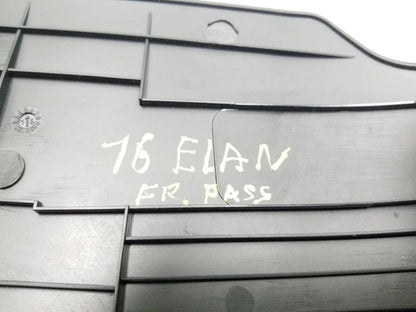 16 ELAN
FR. PASS